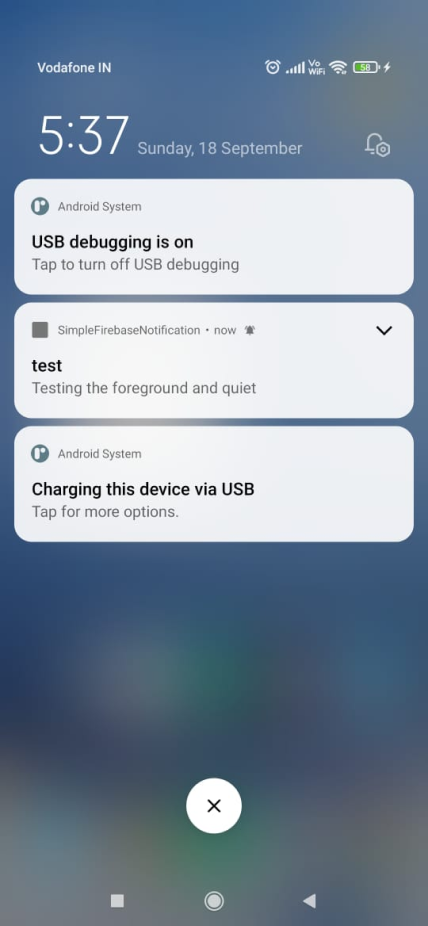 Vodafone IN
Vo
WiFi
58
5:37 Sunday, 18 September
Android System
USB debugging is on
Tap to turn off USB debugging
SimpleFirebaseNotification • now
test
Testing the foreground and quiet
Android System
Charging this device via USB
Tap for more options.